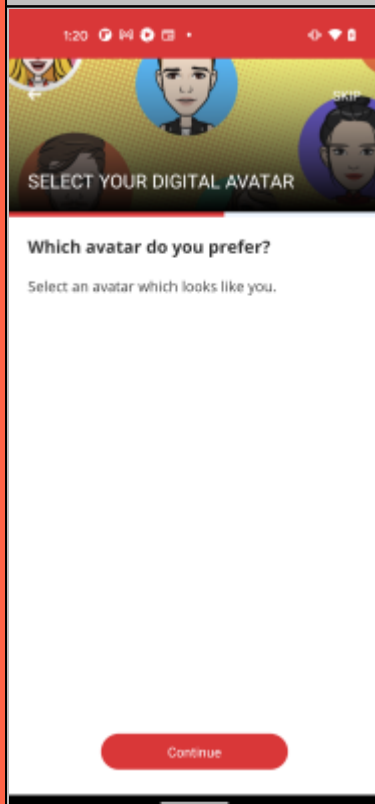 1:20
SKIP
SELECT YOUR DIGITAL AVATAR
Which avatar do you prefer?
Select an avatar which looks like you.
Continue